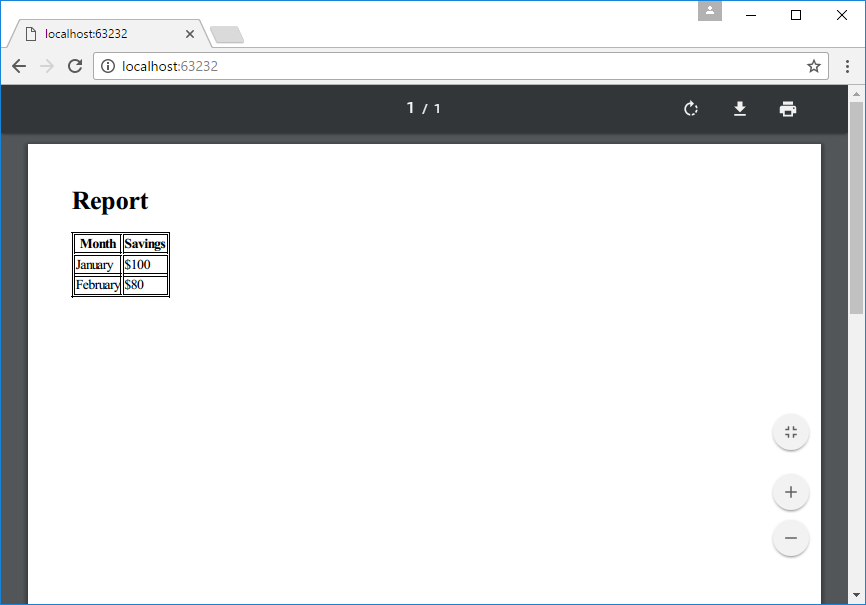 localhost:63232
localhost:63232
1 / 1
Report
Month Savings
January $100
February $80